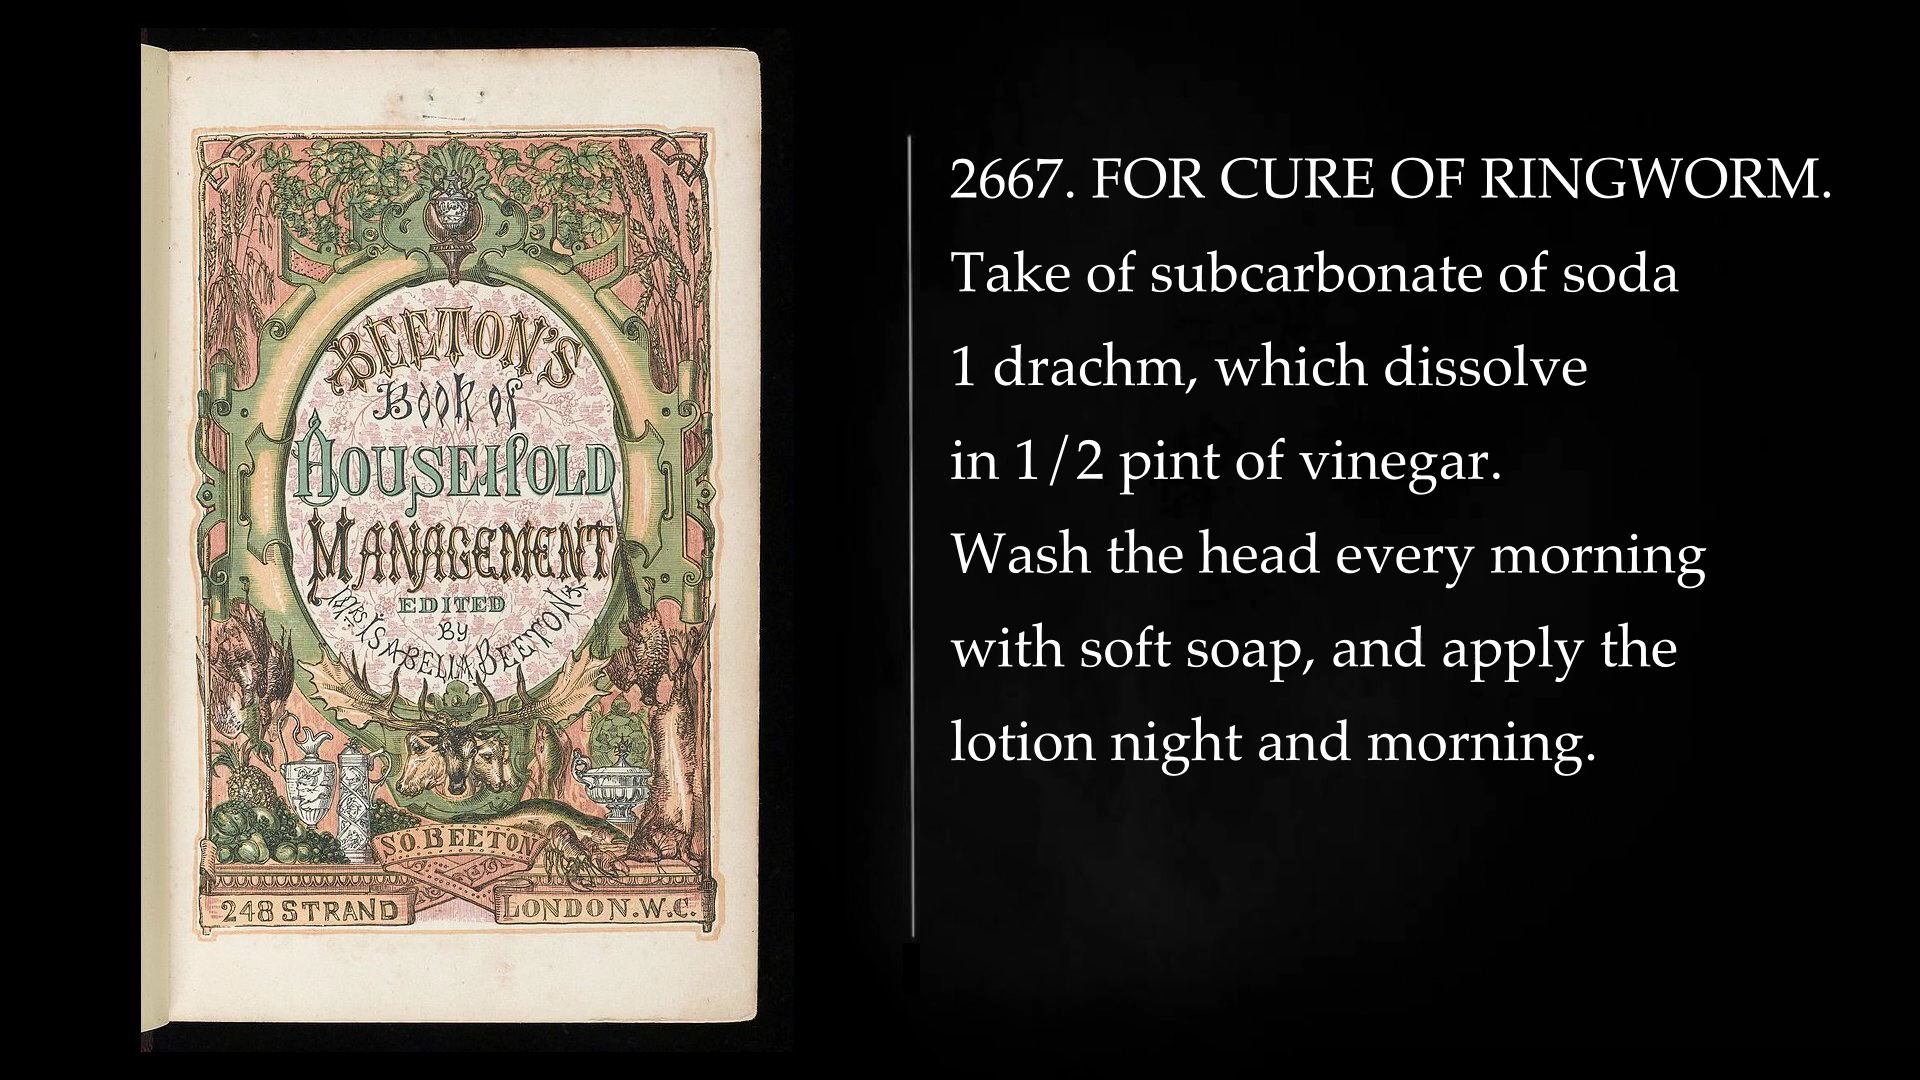 BEETON'S
Book of
HOUSEHOLD
MANAGEMENT
EDITED
BY
MRS ISABELLA BEETON
S.O. BEETON
248 STRAND
LONDON. W.C.
2667. FOR CURE OF RINGWORM.
Take of subcarbonate of soda
1 drachm, which dissolve
in 1/2 pint of vinegar.
Wash the head every morning
with soft soap, and apply the
lotion night and morning.